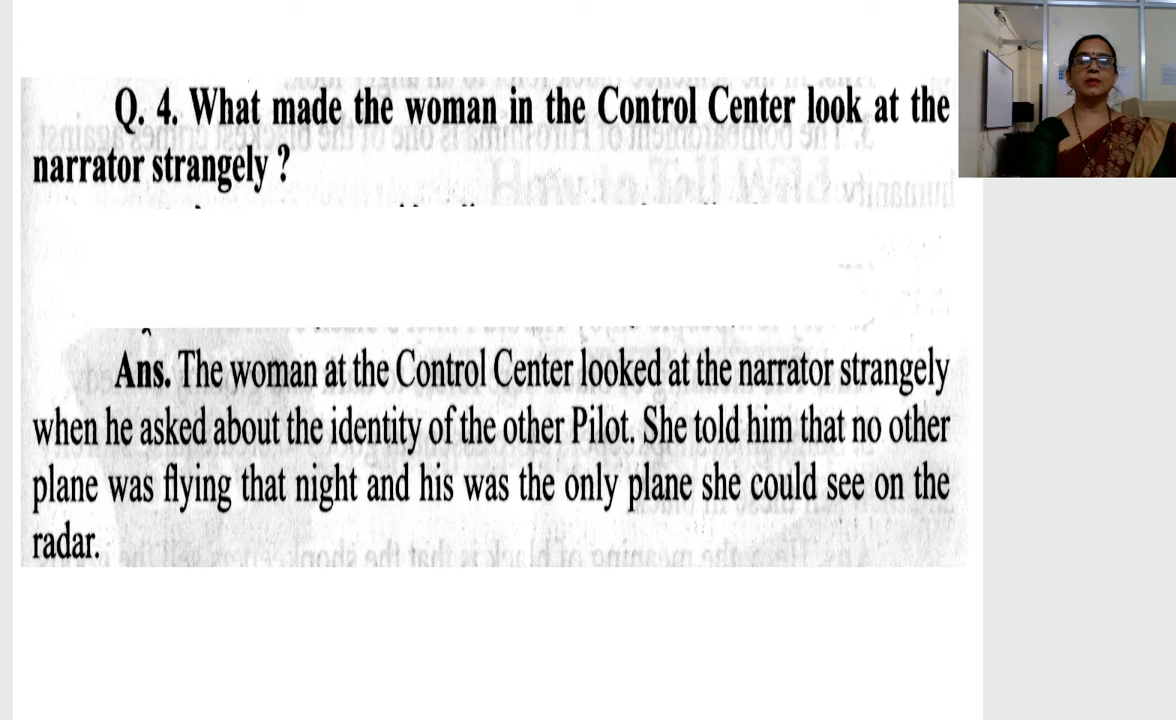 Q. 4. What made the woman in the Control Center look at the
narrator strangely ?
Ans. The woman at the Control Center looked at the narrator strangely
when he asked about the identity of the other Pilot. She told him that no other
plane was flying that night and his was the only plane she could see on the
radar.